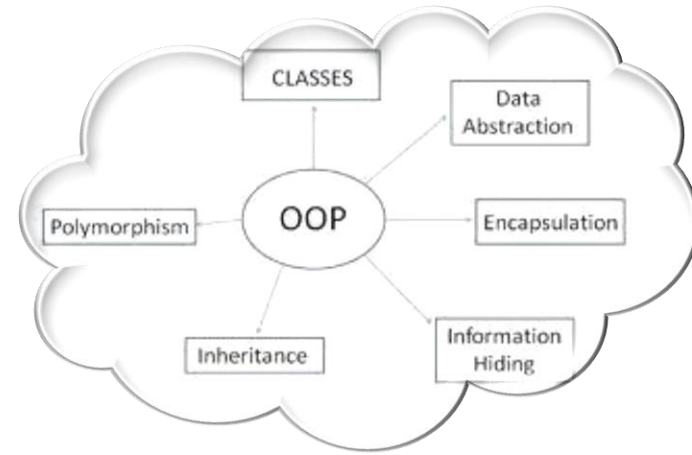 CLASSES
Data
Abstraction
OOP
Polymorphism
Encapsulation
Inheritance
Information
Hiding